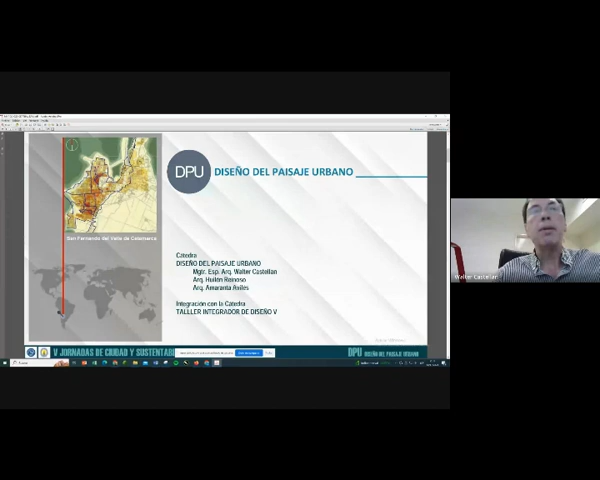 DPU DISEÑO DEL PAISAJE URBANO
San Fernando del Valle de Catamarca
Cátedra
DISEÑO DEL PAISAJE URBANO
Mgtr. Esp. Arq. Walter Castellan
Arq. Huilen Reinoso
Arq. Amaranta Avilés
Integración con la Cátedra
TALLLER INTEGRADOR DE DISEÑO V
V JORNADAS DE CIUDAD Y SUSTENTAB
DPU DISEÑO DEL PAISAJE URBANO
Walter Castellan